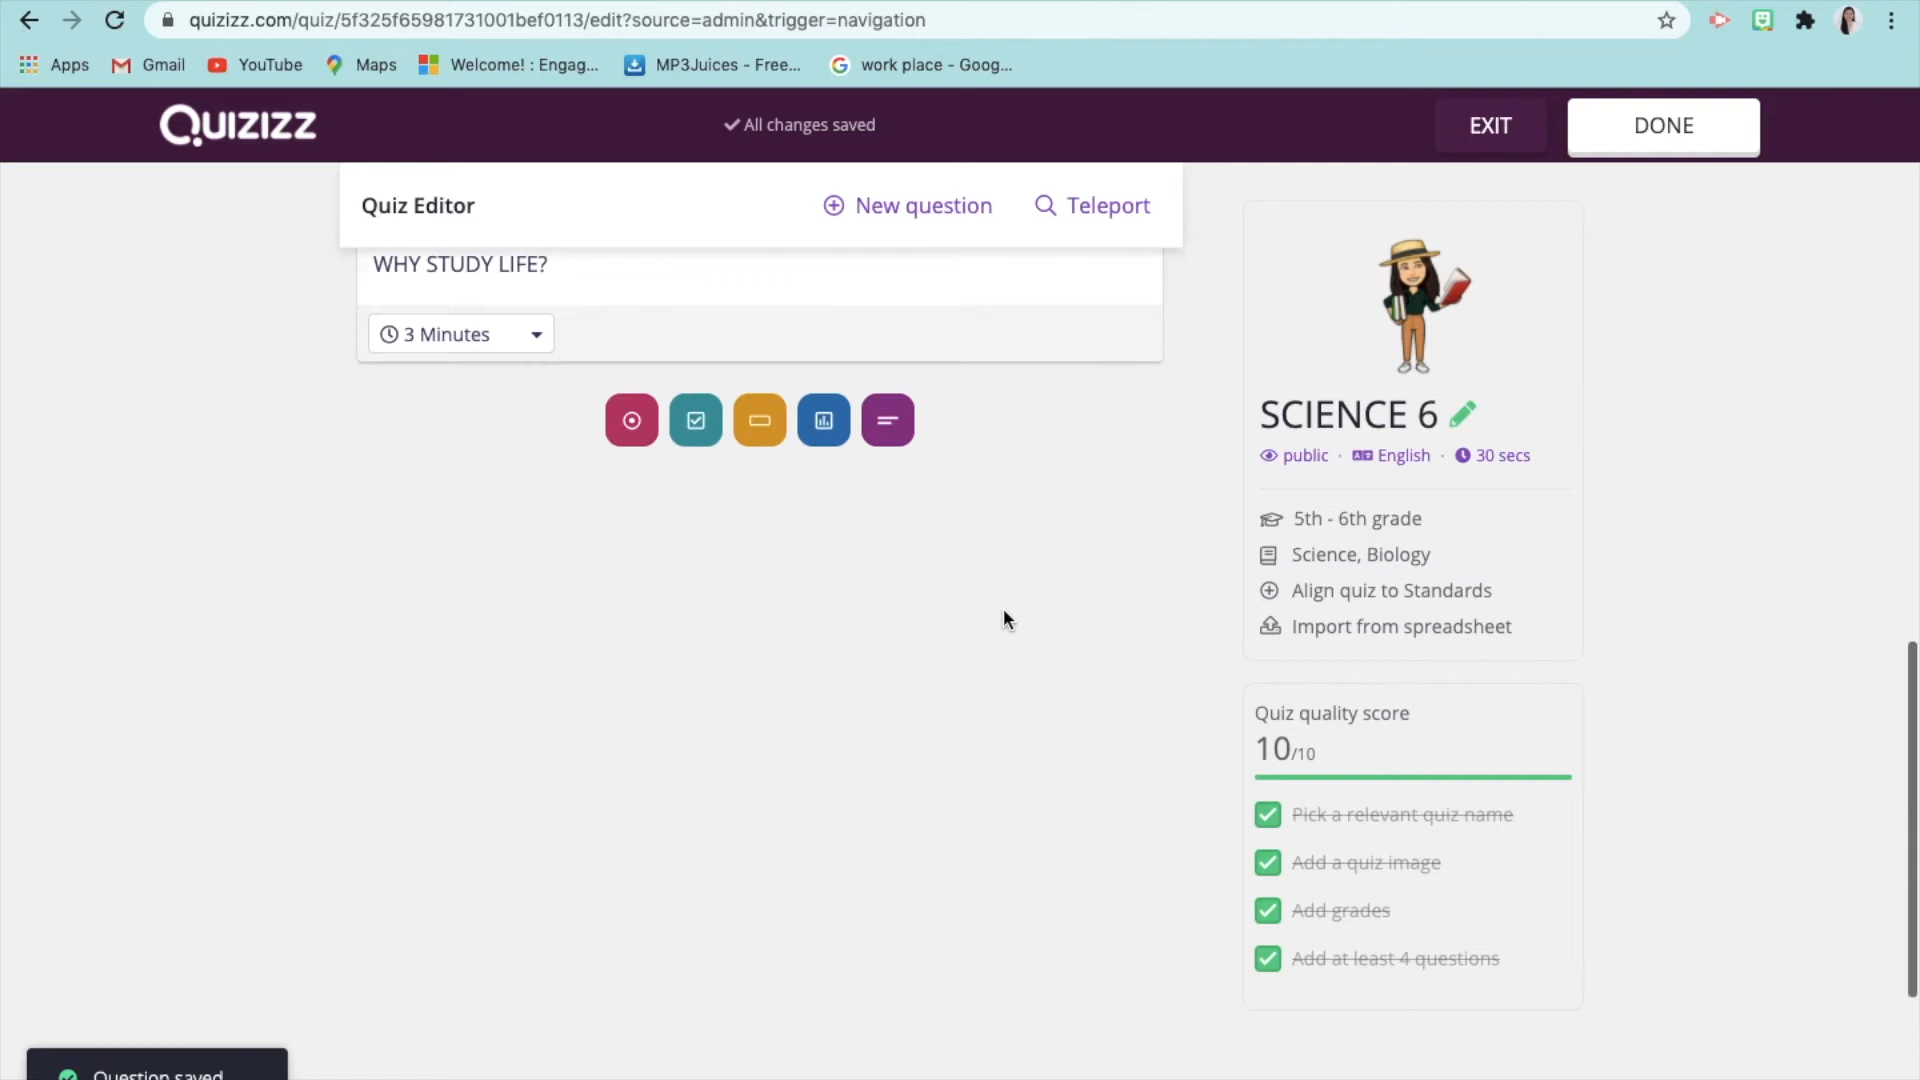 quizizz.com/quiz/5f325f65981731001bef0113/edit?source=admin&trigger=navigation
Apps Gmail YouTube Maps Welcome! : Engag... MP3Juices - Free... work place - Goog...
QUIZIZZ All changes saved EXIT DONE
Quiz Editor New question Teleport
WHY STUDY LIFE?
3 Minutes
SCIENCE 6
public · English · 30 secs
5th - 6th grade
Science, Biology
Align quiz to Standards
Import from spreadsheet
Quiz quality score
10/10
Pick a relevant quiz name
Add a quiz image
Add grades
Add at least 4 questions
Question saved